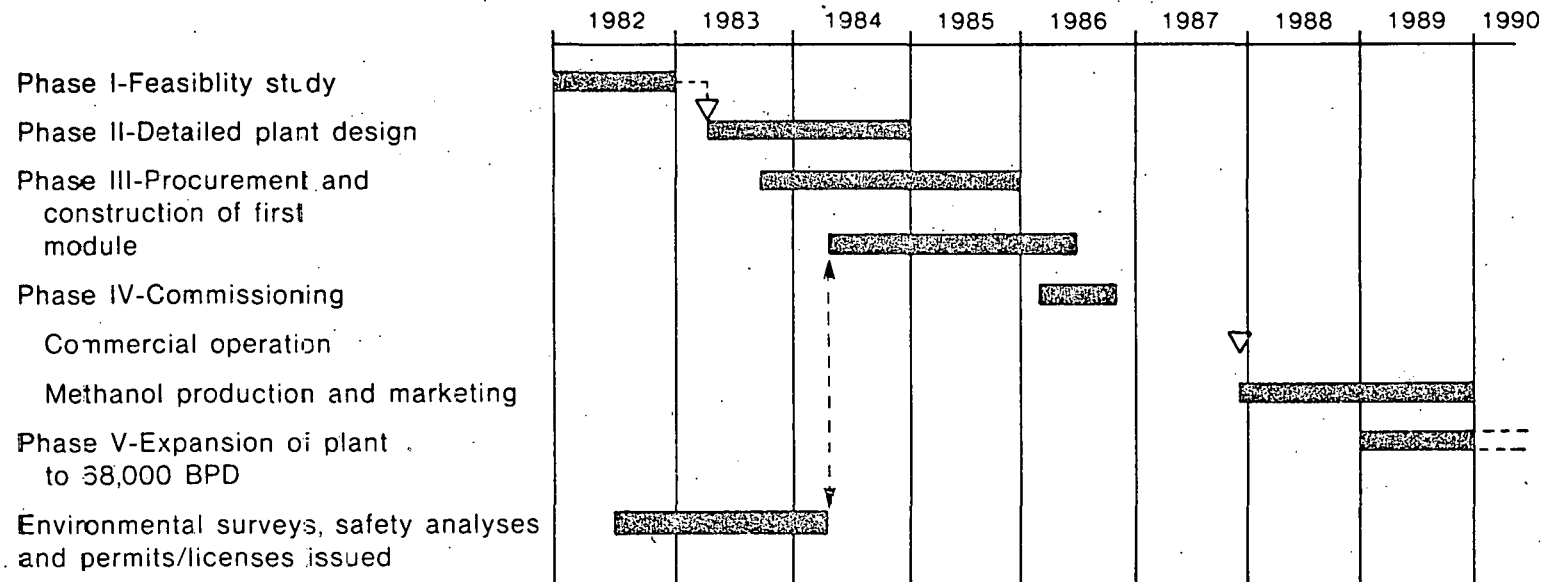 1982 1983 1984 1985 1986 1987 1988 1989 1990
Phase I-Feasiblity study
Phase II-Detailed plant design
Phase III-Procurement and
construction of first
module
Phase IV-Commissioning
Commercial operation
Methanol production and marketing
Phase V-Expansion of plant
to 38,000 BPD
Environmental surveys, safety analyses
and permits/licenses issued